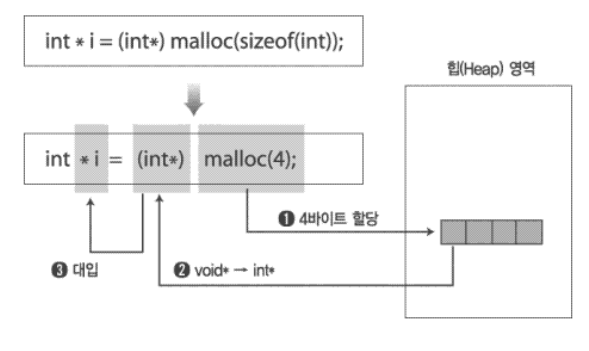 int * i = (int*) malloc(sizeof(int));
힙(Heap) 영역
int * i = (int*) malloc(4);
❶ 4바이트 할당
❸ 대입
❷ void* → int*